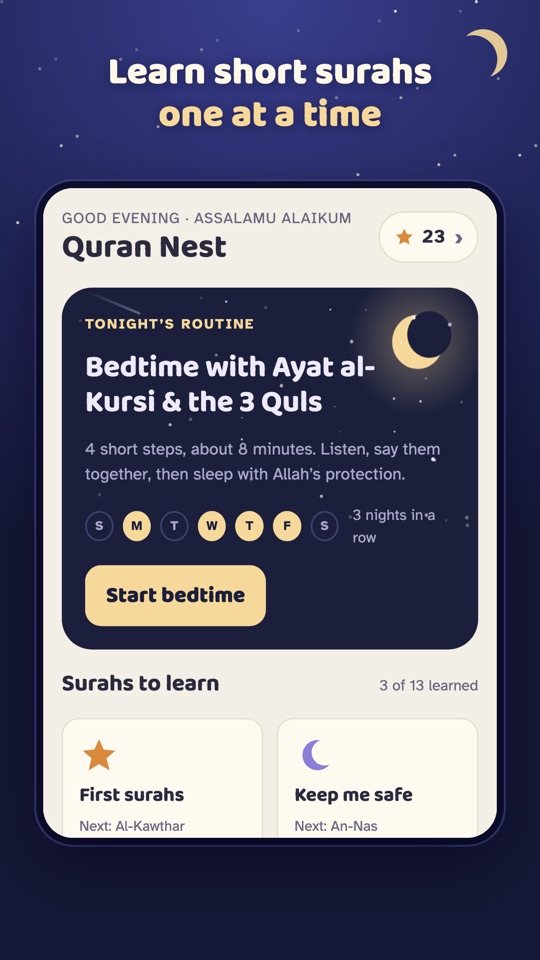 Learn short surahs
one at a time
GOOD EVENING · ASSALAMU ALAIKUM
Quran Nest
23 ›
TONIGHT'S ROUTINE
Bedtime with Ayat al-
Kursi & the 3 Quls
4 short steps, about 8 minutes. Listen, say them
together, then sleep with Allah's protection.
S M T W T F S
3 nights in a
row
Start bedtime
Surahs to learn
3 of 13 learned
First surahs
Keep me safe
Next: Al-Kawthar
Next: An-Nas